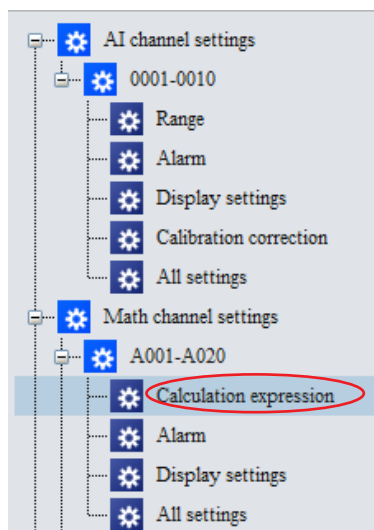 AI channel settings
0001-0010
Range
Alarm
Display settings
Calibration correction
All settings
Math channel settings
A001-A020
Calculation expression
Alarm
Display settings
All settings